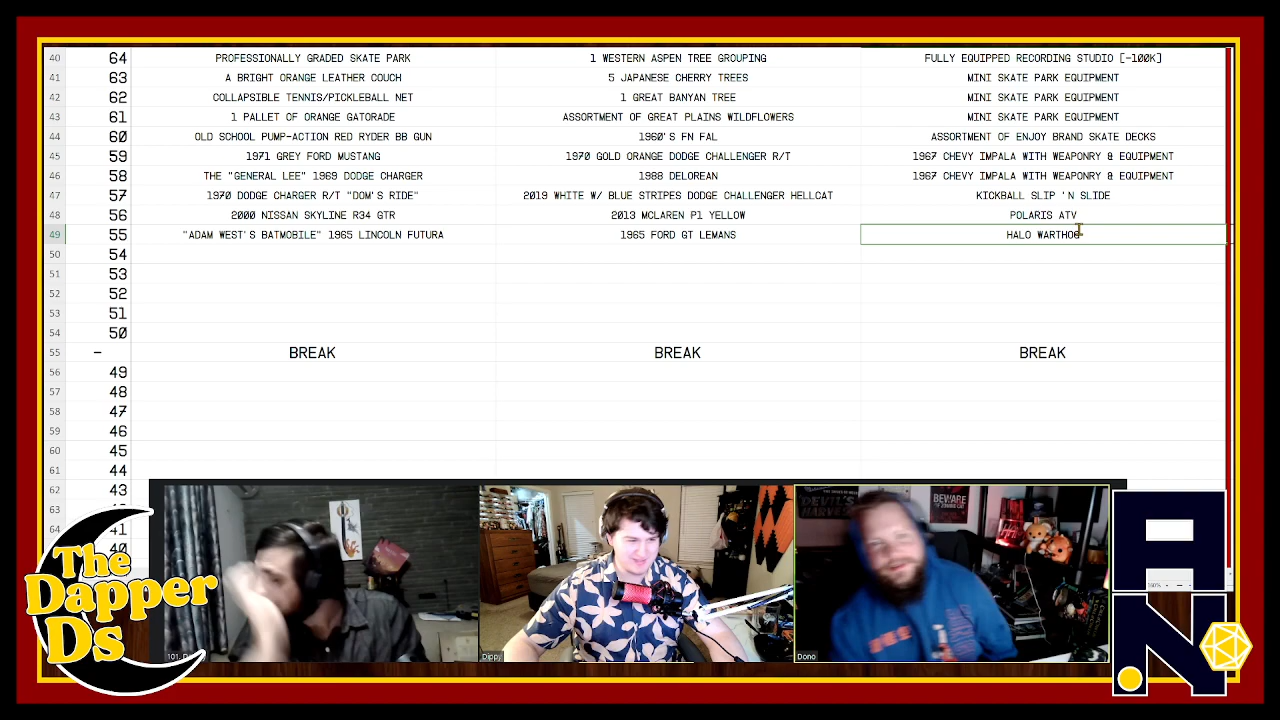 40 64 PROFESSIONALLY GRADED SKATE PARK 1 WESTERN ASPEN TREE GROUPING FULLY EQUIPPED RECORDING STUDIO [-100K]
41 63 A BRIGHT ORANGE LEATHER COUCH 5 JAPANESE CHERRY TREES MINI SKATE PARK EQUIPMENT
42 62 COLLAPSIBLE TENNIS/PICKLEBALL NET 1 GREAT BANYAN TREE MINI SKATE PARK EQUIPMENT
43 61 1 PALLET OF ORANGE GATORADE ASSORTMENT OF GREAT PLAINS WILDFLOWERS MINI SKATE PARK EQUIPMENT
44 60 OLD SCHOOL PUMP-ACTION RED RYDER BB GUN 1960'S FN FAL ASSORTMENT OF ENJOY BRAND SKATE DECKS
45 59 1971 GREY FORD MUSTANG 1970 GOLD ORANGE DODGE CHALLENGER R/T 1967 CHEVY IMPALA WITH WEAPONRY & EQUIPMENT
46 58 THE "GENERAL LEE" 1969 DODGE CHARGER 1988 DELOREAN 1967 CHEVY IMPALA WITH WEAPONRY & EQUIPMENT
47 57 1970 DODGE CHARGER R/T "DOM'S RIDE" 2019 WHITE W/ BLUE STRIPES DODGE CHALLENGER HELLCAT KICKBALL SLIP 'N SLIDE
48 56 2000 NISSAN SKYLINE R34 GTR 2013 MCLAREN P1 YELLOW POLARIS ATV
49 55 "ADAM WEST'S BATMOBILE" 1965 LINCOLN FUTURA 1965 FORD GT LEMANS HALO WARTHOG
50 54
51 53
52 52
53 51
54 50
55 - BREAK BREAK BREAK
56 49
57 48
58 47
59 46
60 45
61 44
62 43
63
64 41
40
DEVIL'S
HARVEST
BEWARE
The
Dapper
Ds
Dippy
Dono
A
N